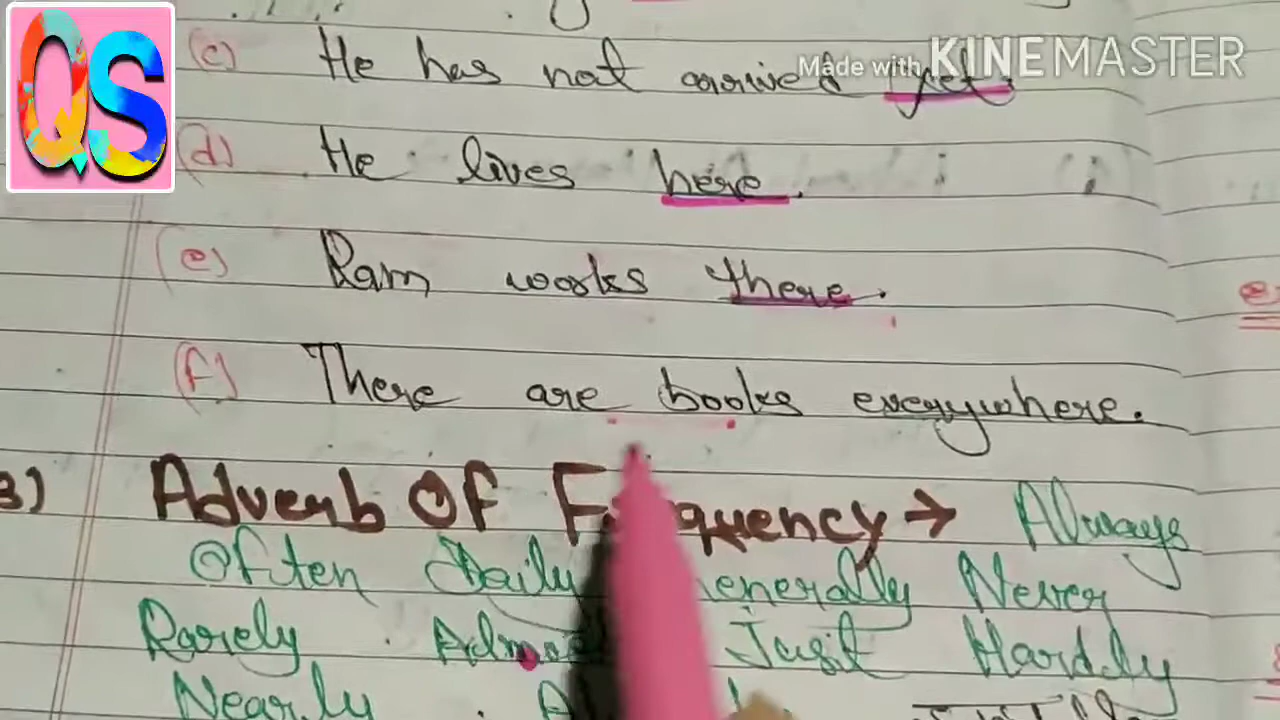 QS
Made with KINEMASTER
(c) He has not arrived yet.
(d) He lives here.
(e) Ram works there.
(f) There are books everywhere.
3) Adverb Of Frequency → Always
Often Daily Generally Never
Rarely Just Hardly
Nearly